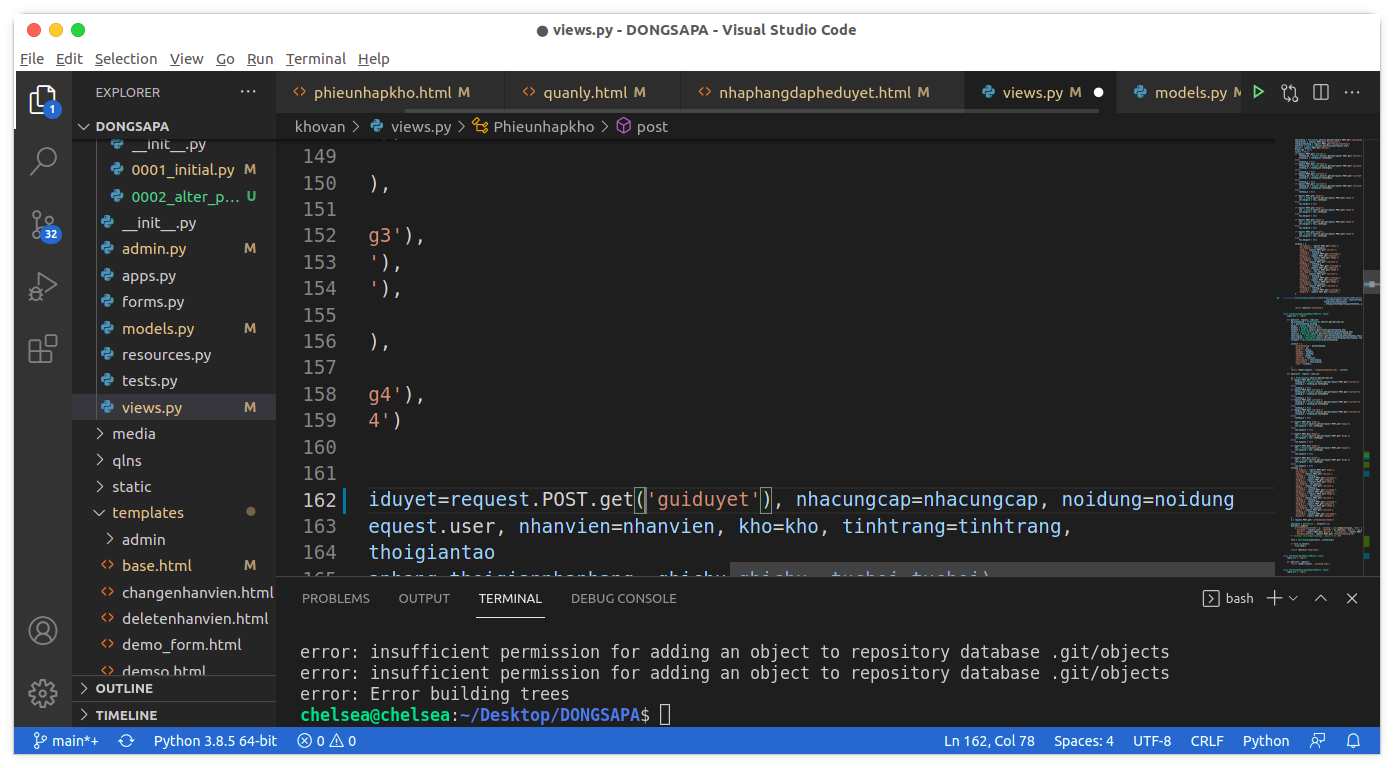 views.py - DONGSAPA - Visual Studio Code
File Edit Selection View Go Run Terminal Help
1
EXPLORER
phieunhapkho.html M
quanly.html M
nhaphangdapheduyet.html M
views.py M
models.py
DONGSAPA
khovan > views.py > Phieunhapkho > post
__init__.py
0001_initial.py M
0002_alter_p... U
__init__.py
32
admin.py M
apps.py
forms.py
models.py M
resources.py
tests.py
views.py M
media
qlns
static
templates
admin
base.html M
changenhanvien.html
deletenhanvien.html
demo_form.html
demso.html
OUTLINE
TIMELINE
149
150 ),
151
152 g3'),
153 '),
154 '),
155
156 ),
157
158 g4'),
159 4')
160
161
162 iduyet=request.POST.get('guiduyet'), nhacungcap=nhacungcap, noidung=noidung
163 equest.user, nhanvien=nhanvien, kho=kho, tinhtrang=tinhtrang,
164 thoigiantao
PROBLEMS OUTPUT TERMINAL DEBUG CONSOLE
bash
error: insufficient permission for adding an object to repository database .git/objects
error: insufficient permission for adding an object to repository database .git/objects
error: Error building trees
chelsea@chelsea:~/Desktop/DONGSAPA$
main*+ Python 3.8.5 64-bit 0 0 Ln 162, Col 78 Spaces: 4 UTF-8 CRLF Python